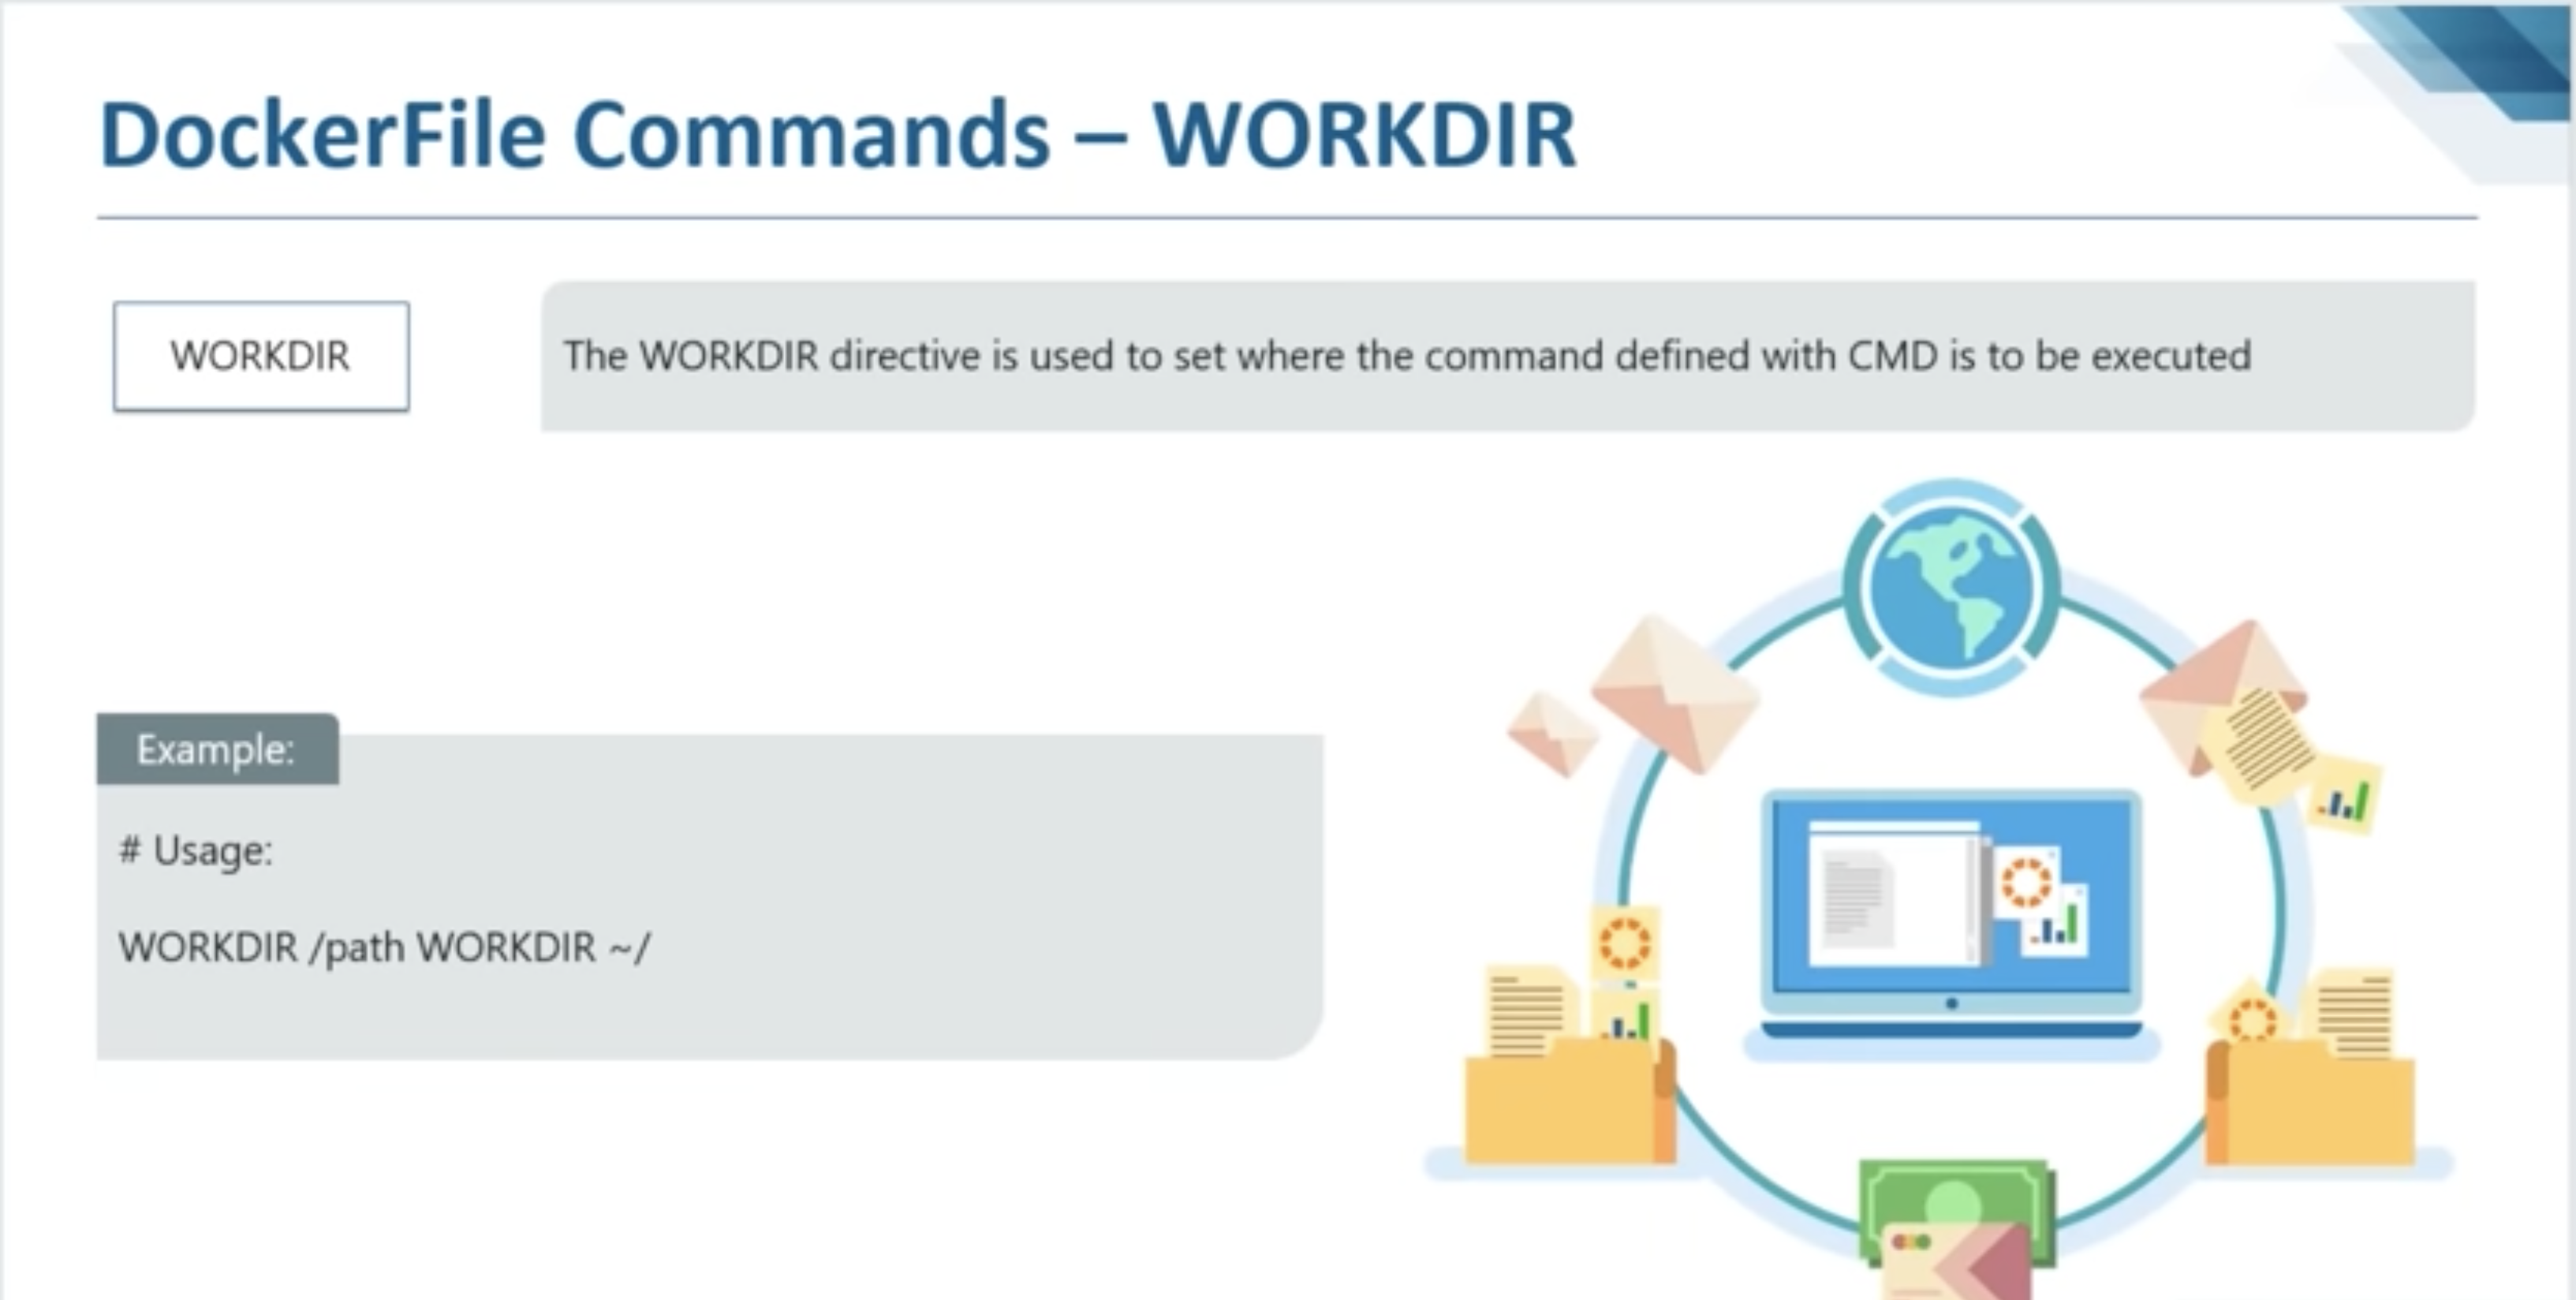 DockerFile Commands – WORKDIR
WORKDIR
The WORKDIR directive is used to set where the command defined with CMD is to be executed
Example:
# Usage:
WORKDIR /path WORKDIR ~/